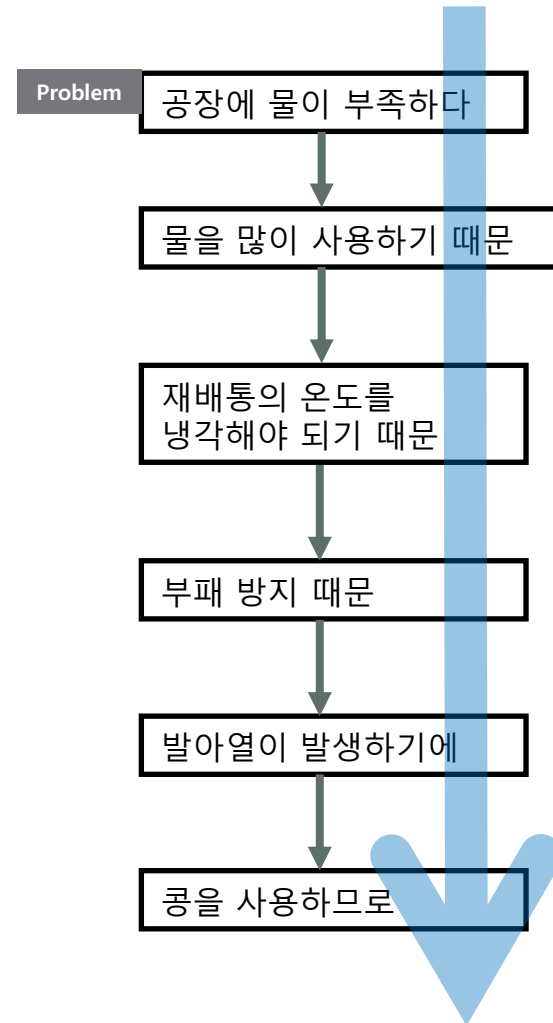 Problem
공장에 물이 부족하다
물을 많이 사용하기 때문
재배통의 온도를
냉각해야 되기 때문
부패 방지 때문
발아열이 발생하기에
콩을 사용하므로